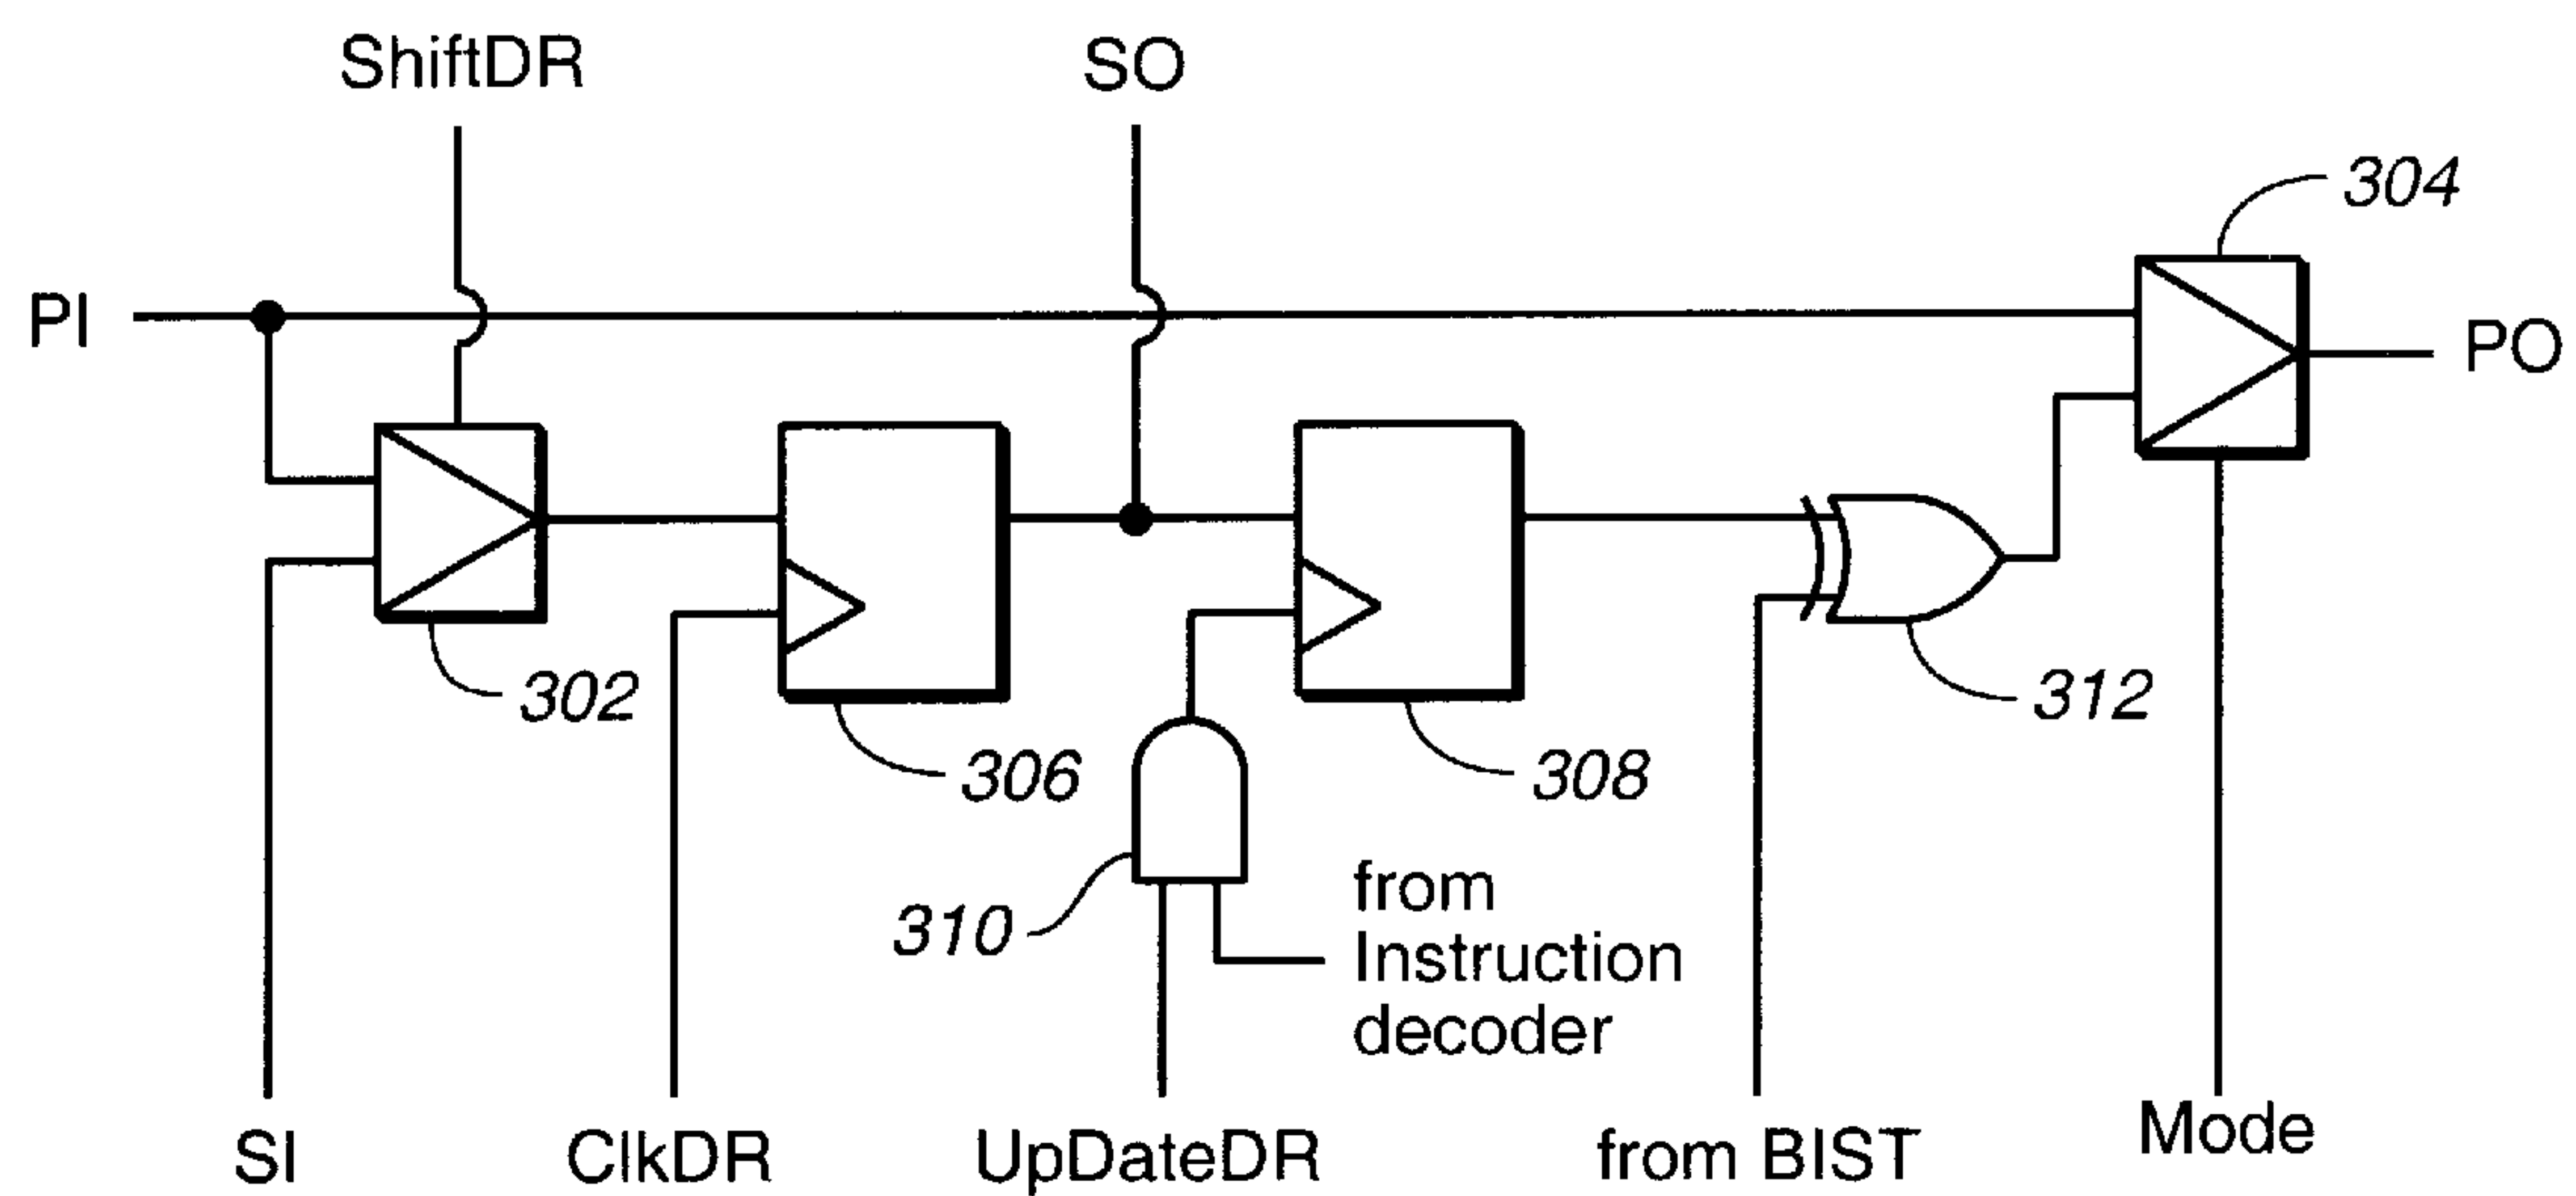 ShiftDR
SO
304
PI
PO
302
312
306
308
310
from
Instruction
decoder
SI
ClkDR
UpDateDR
from BIST
Mode